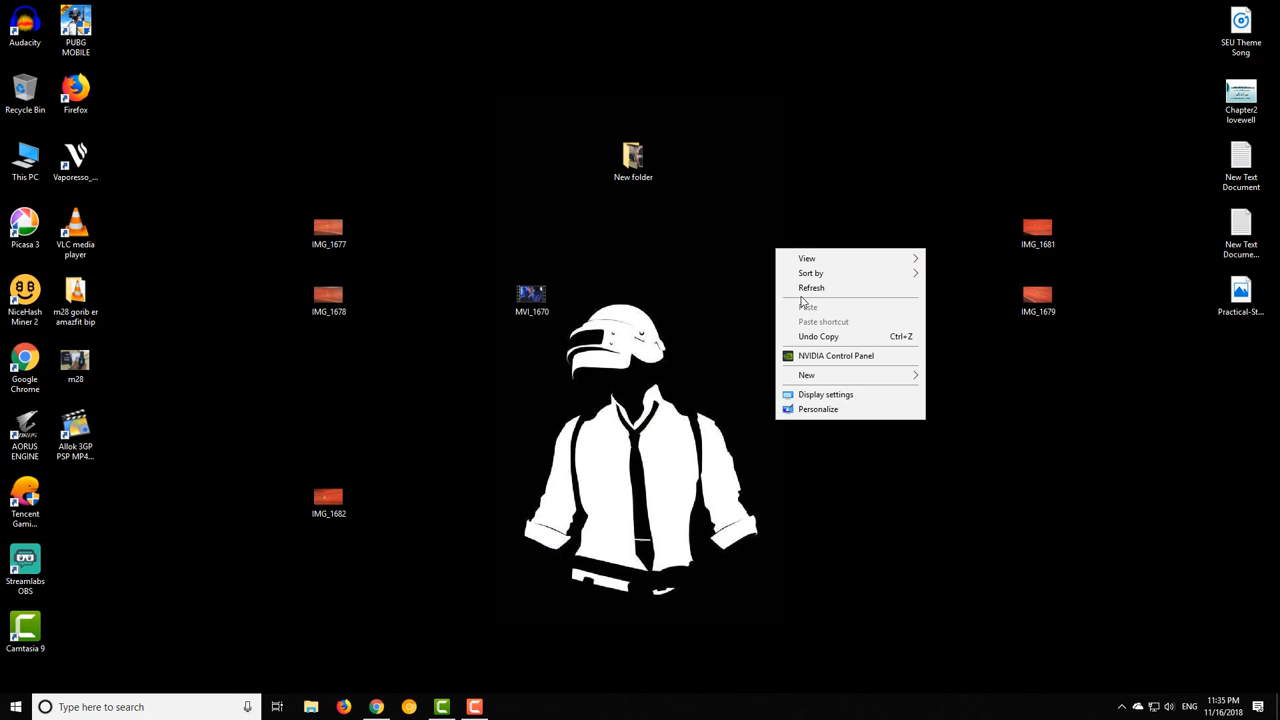 Audacity
PUBG
MOBILE
SEU Theme
Song
Recycle Bin
Firefox
Chapter2
lovewell
This PC
Vaporesso_...
New folder
New Text
Document
Picasa 3
VLC media
player
IMG_1677
IMG_1681
New Text
Docume...
NiceHash
Miner 2
m28 gorib er
amazfit bip
IMG_1678
MVI_1670
IMG_1679
Practical-St...
View
Sort by
Refresh
Paste
Paste shortcut
Undo Copy Ctrl+Z
NVIDIA Control Panel
New
Display settings
Personalize
Google
Chrome
m28
AORUS
ENGINE
Allok 3GP
PSP MP4...
Tencent
Gami...
IMG_1682
Streamlabs
OBS
Camtasia 9
Type here to search
ENG
11:35 PM
11/16/2018